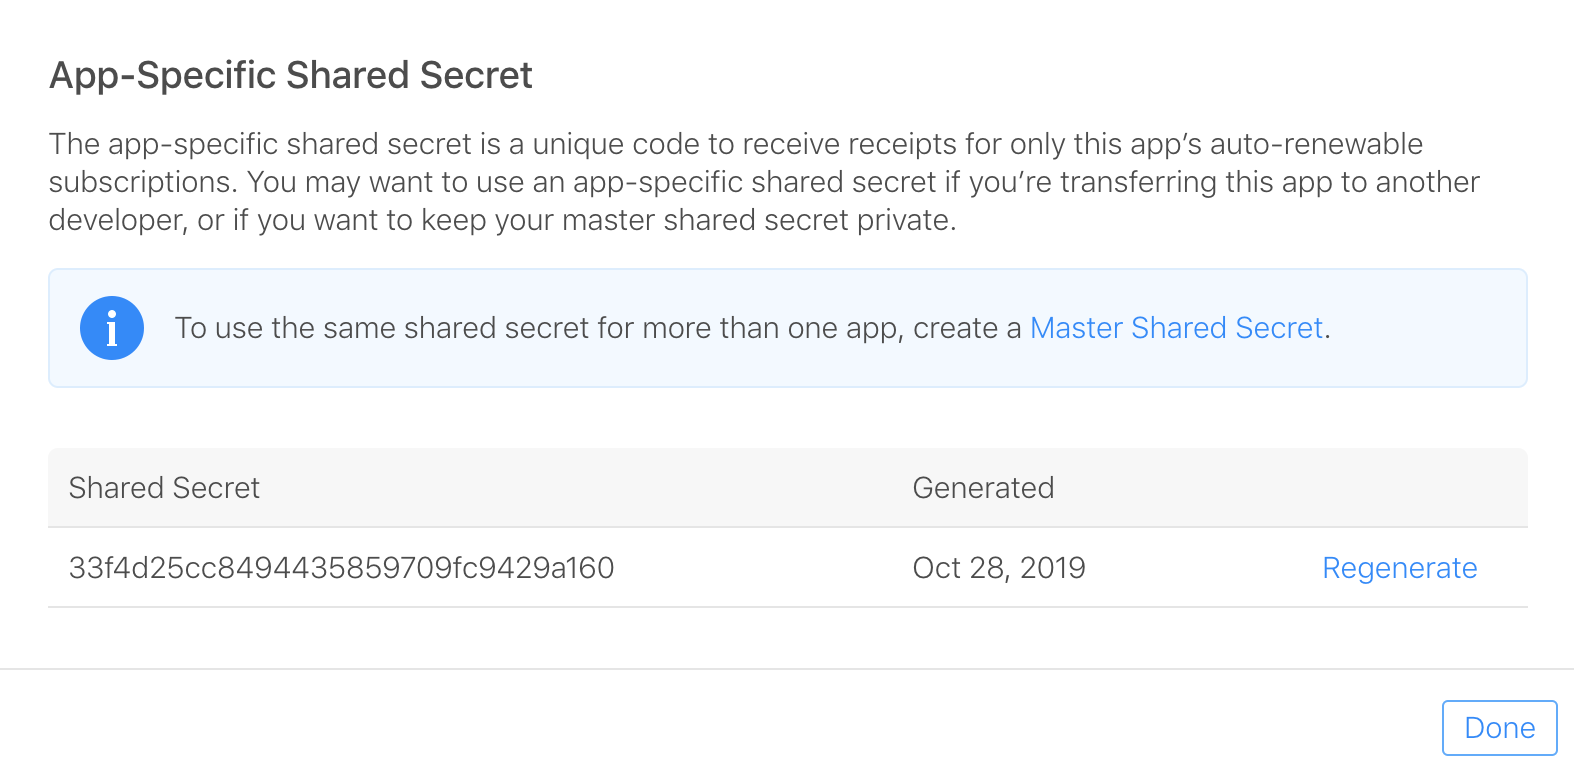 App-Specific Shared Secret
The app-specific shared secret is a unique code to receive receipts for only this app’s auto-renewable
subscriptions. You may want to use an app-specific shared secret if you’re transferring this app to another
developer, or if you want to keep your master shared secret private.
To use the same shared secret for more than one app, create a Master Shared Secret.
Shared Secret Generated
33f4d25cc8494435859709fc9429a160 Oct 28, 2019 Regenerate
Done